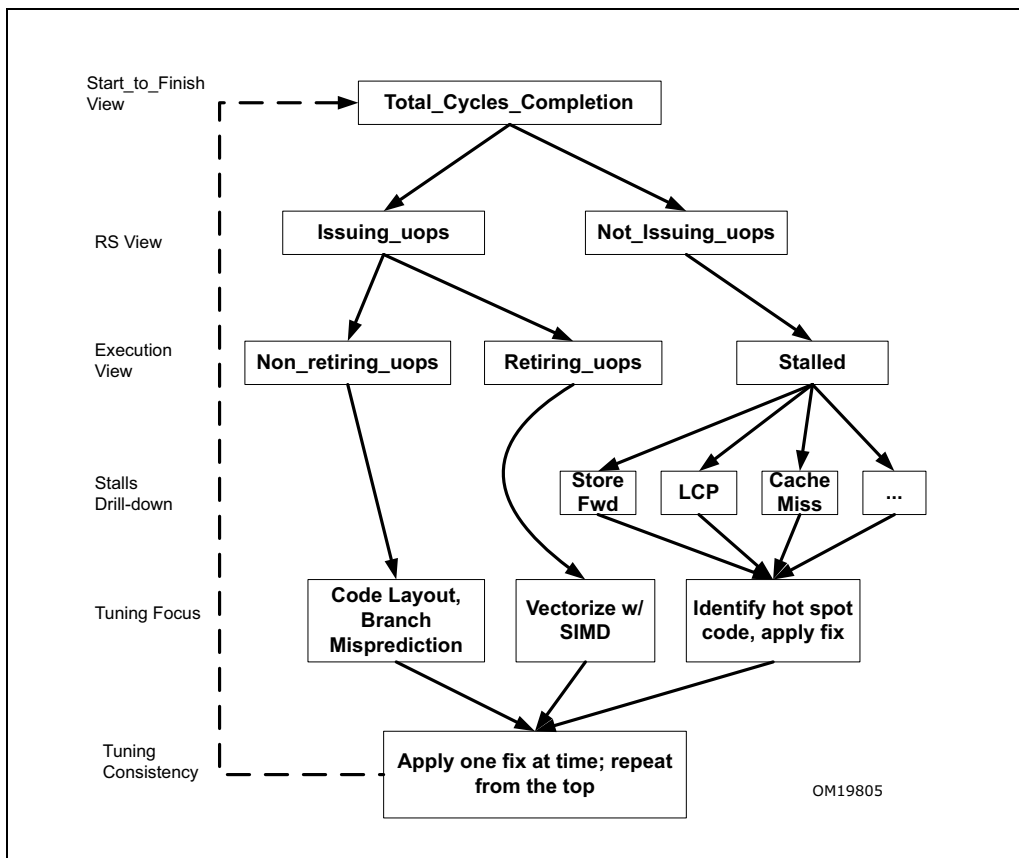 Start_to_Finish
View
Total_Cycles_Completion
RS View
Issuing_uops
Not_Issuing_uops
Execution
View
Non_retiring_uops
Retiring_uops
Stalled
Stalls
Drill-down
Store
Fwd
LCP
Cache
Miss
...
Tuning Focus
Code Layout,
Branch
Misprediction
Vectorize w/
SIMD
Identify hot spot
code, apply fix
Tuning
Consistency
Apply one fix at time; repeat
from the top
OM19805